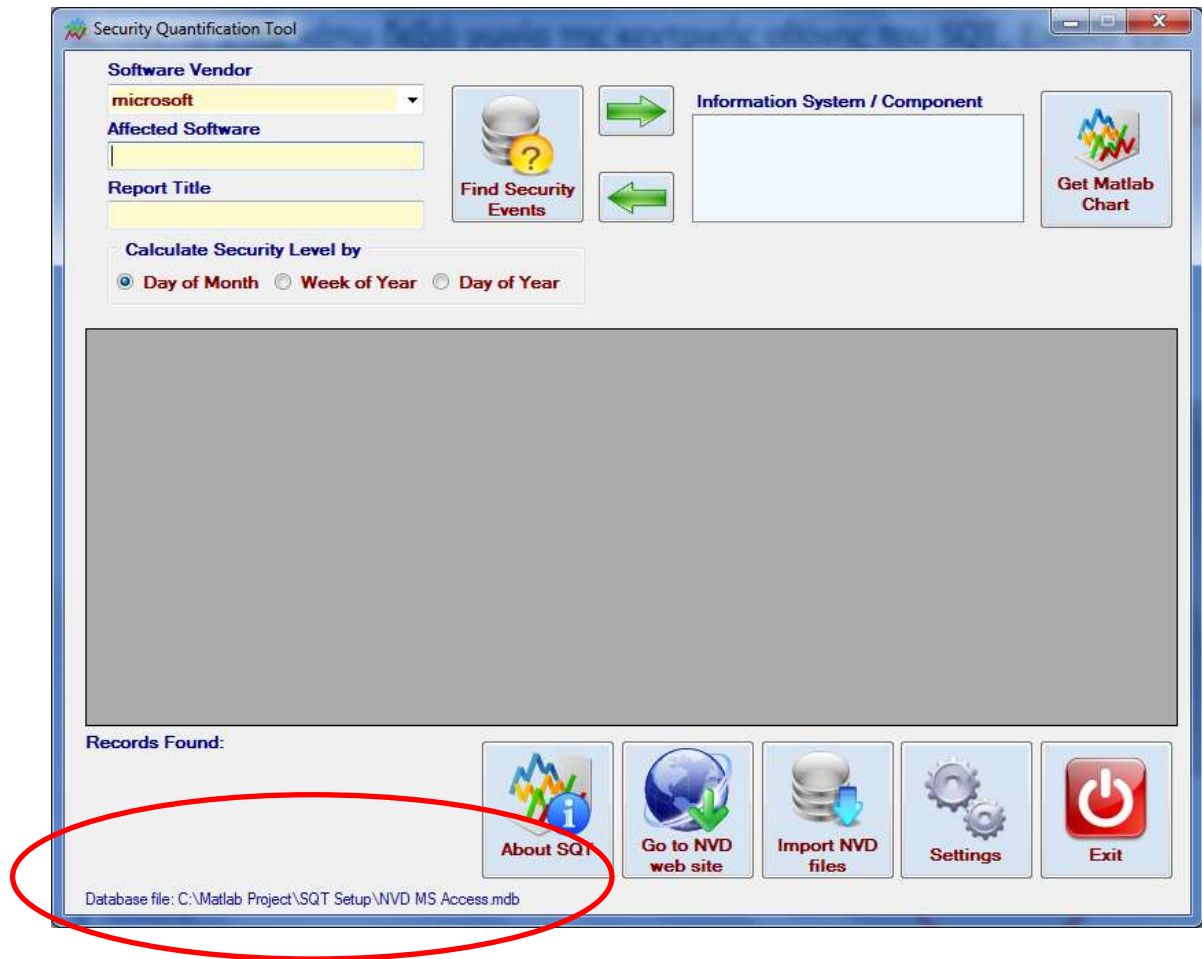 Security Quantification Tool
Software Vendor
microsoft
Affected Software
Report Title
Find Security
Events
Information System / Component
Get Matlab
Chart
Calculate Security Level by
Day of Month Week of Year Day of Year
Records Found:
About SQT
Go to NVD
web site
Import NVD
files
Settings
Exit
Database file: C:\Matlab Project\SQT Setup\NVD MS Access.mdb